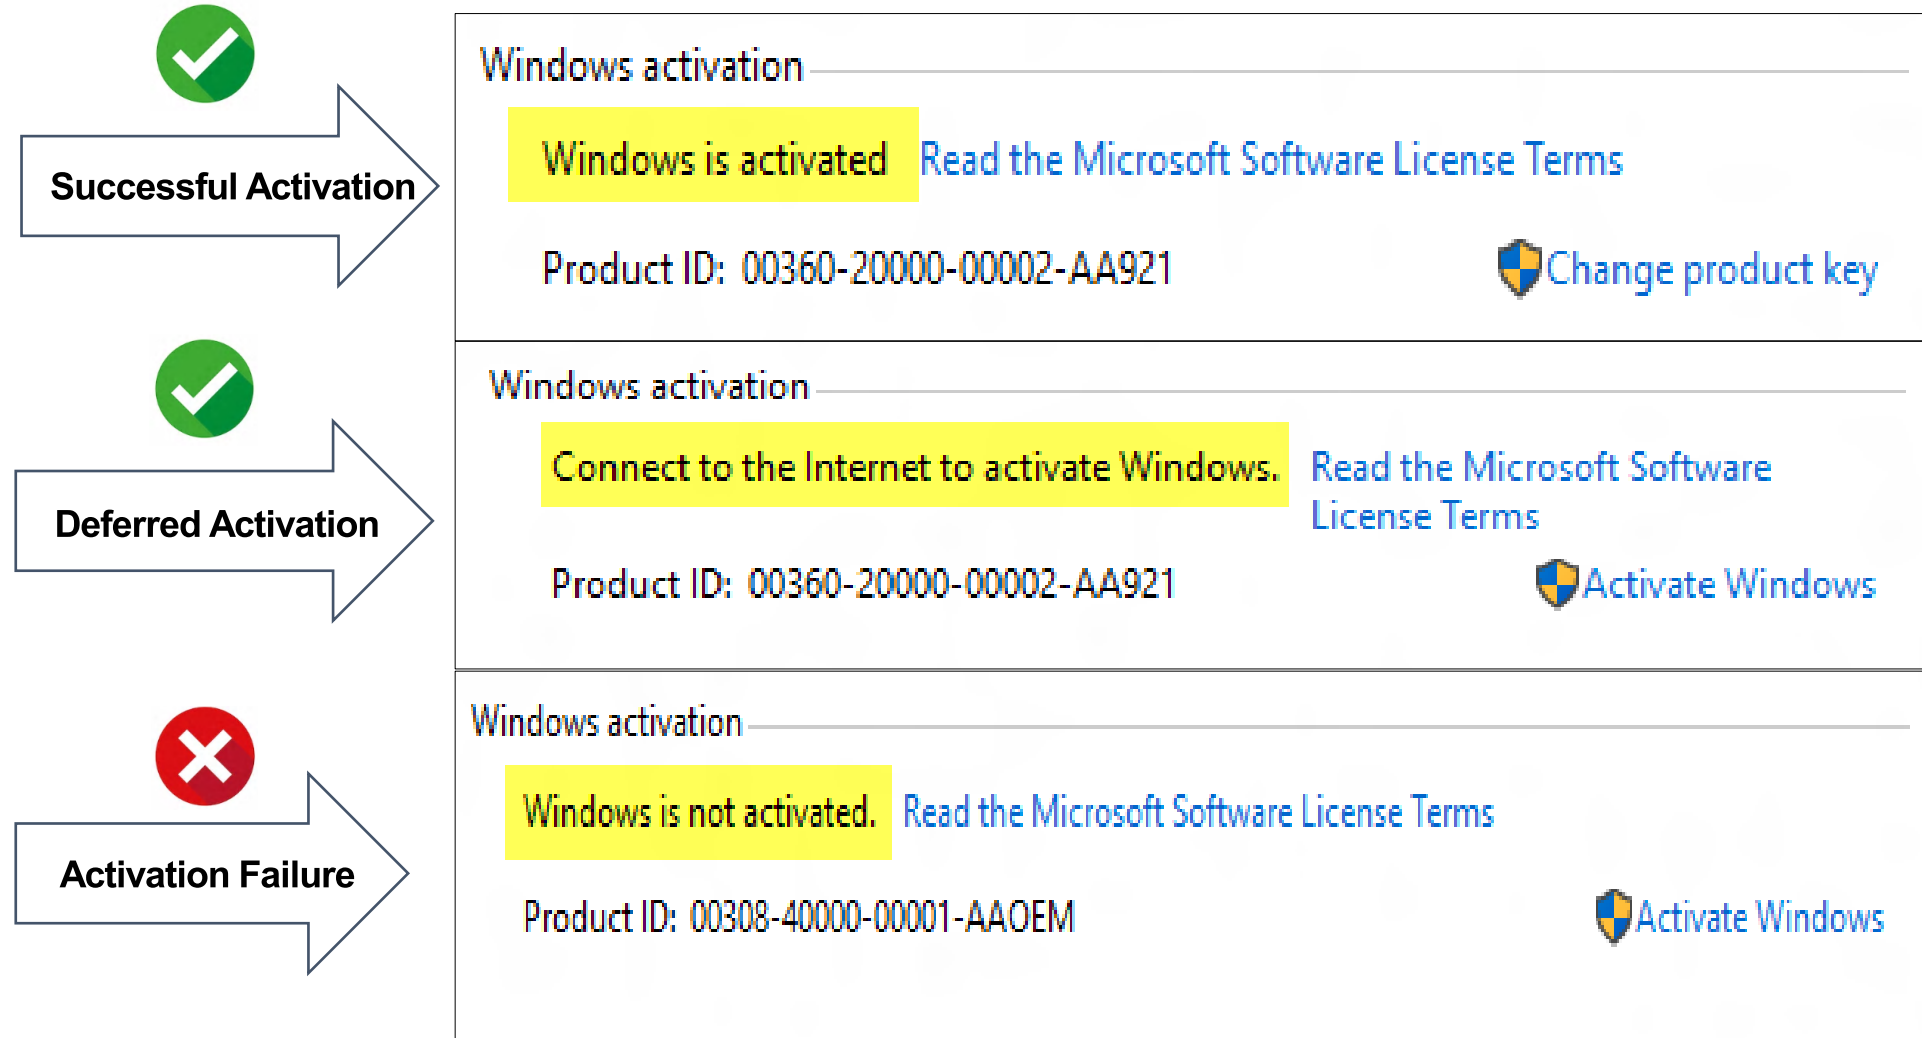 Successful Activation
Windows activation
Windows is activated Read the Microsoft Software License Terms
Product ID: 00360-20000-00002-AA921
Change product key
Deferred Activation
Windows activation
Connect to the Internet to activate Windows. Read the Microsoft Software
License Terms
Product ID: 00360-20000-00002-AA921
Activate Windows
Activation Failure
Windows activation
Windows is not activated. Read the Microsoft Software License Terms
Product ID: 00308-40000-00001-AAOEM
Activate Windows